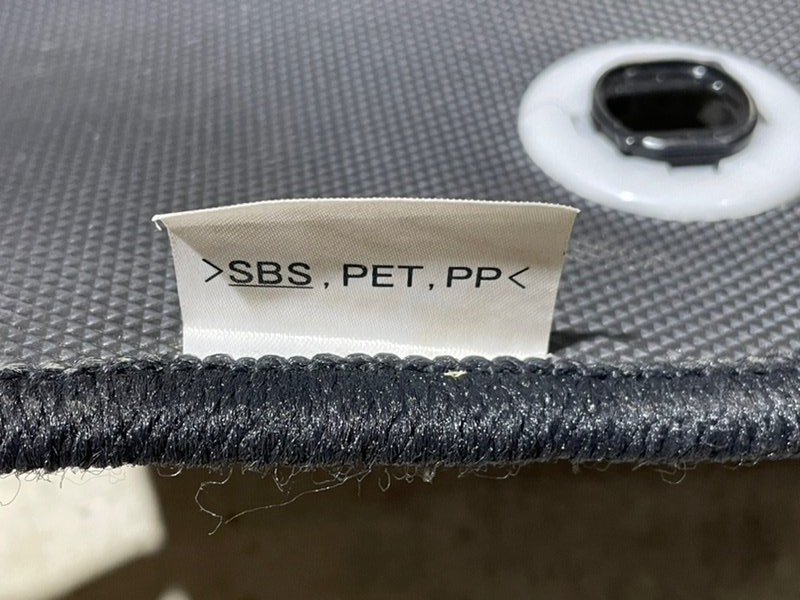 >SBS, PET, PP<